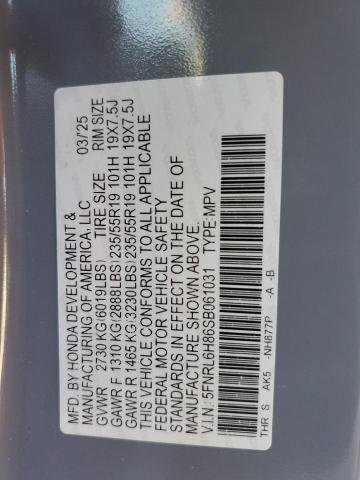 MFD. BY HONDA DEVELOPMENT &
MANUFACTURING OF AMERICA, LLC 03/25
GVWR 2730 KG(6019LBS) TIRE SIZE RIM SIZE
GAWR F 1310 KG(2888LBS)235/55R19 101H 19X7.5J
GAWR R 1465 KG(3230LBS)235/55R19 101H 19X7.5J
THIS VEHICLE CONFORMS TO ALL APPLICABLE
FEDERAL MOTOR VEHICLE SAFETY
STANDARDS IN EFFECT ON THE DATE OF
MANUFACTURE SHOWN ABOVE.
V.I.N: 5FNRL6H86SB061031 TYPE:MPV
THR S AK5 -NH877P -A -B